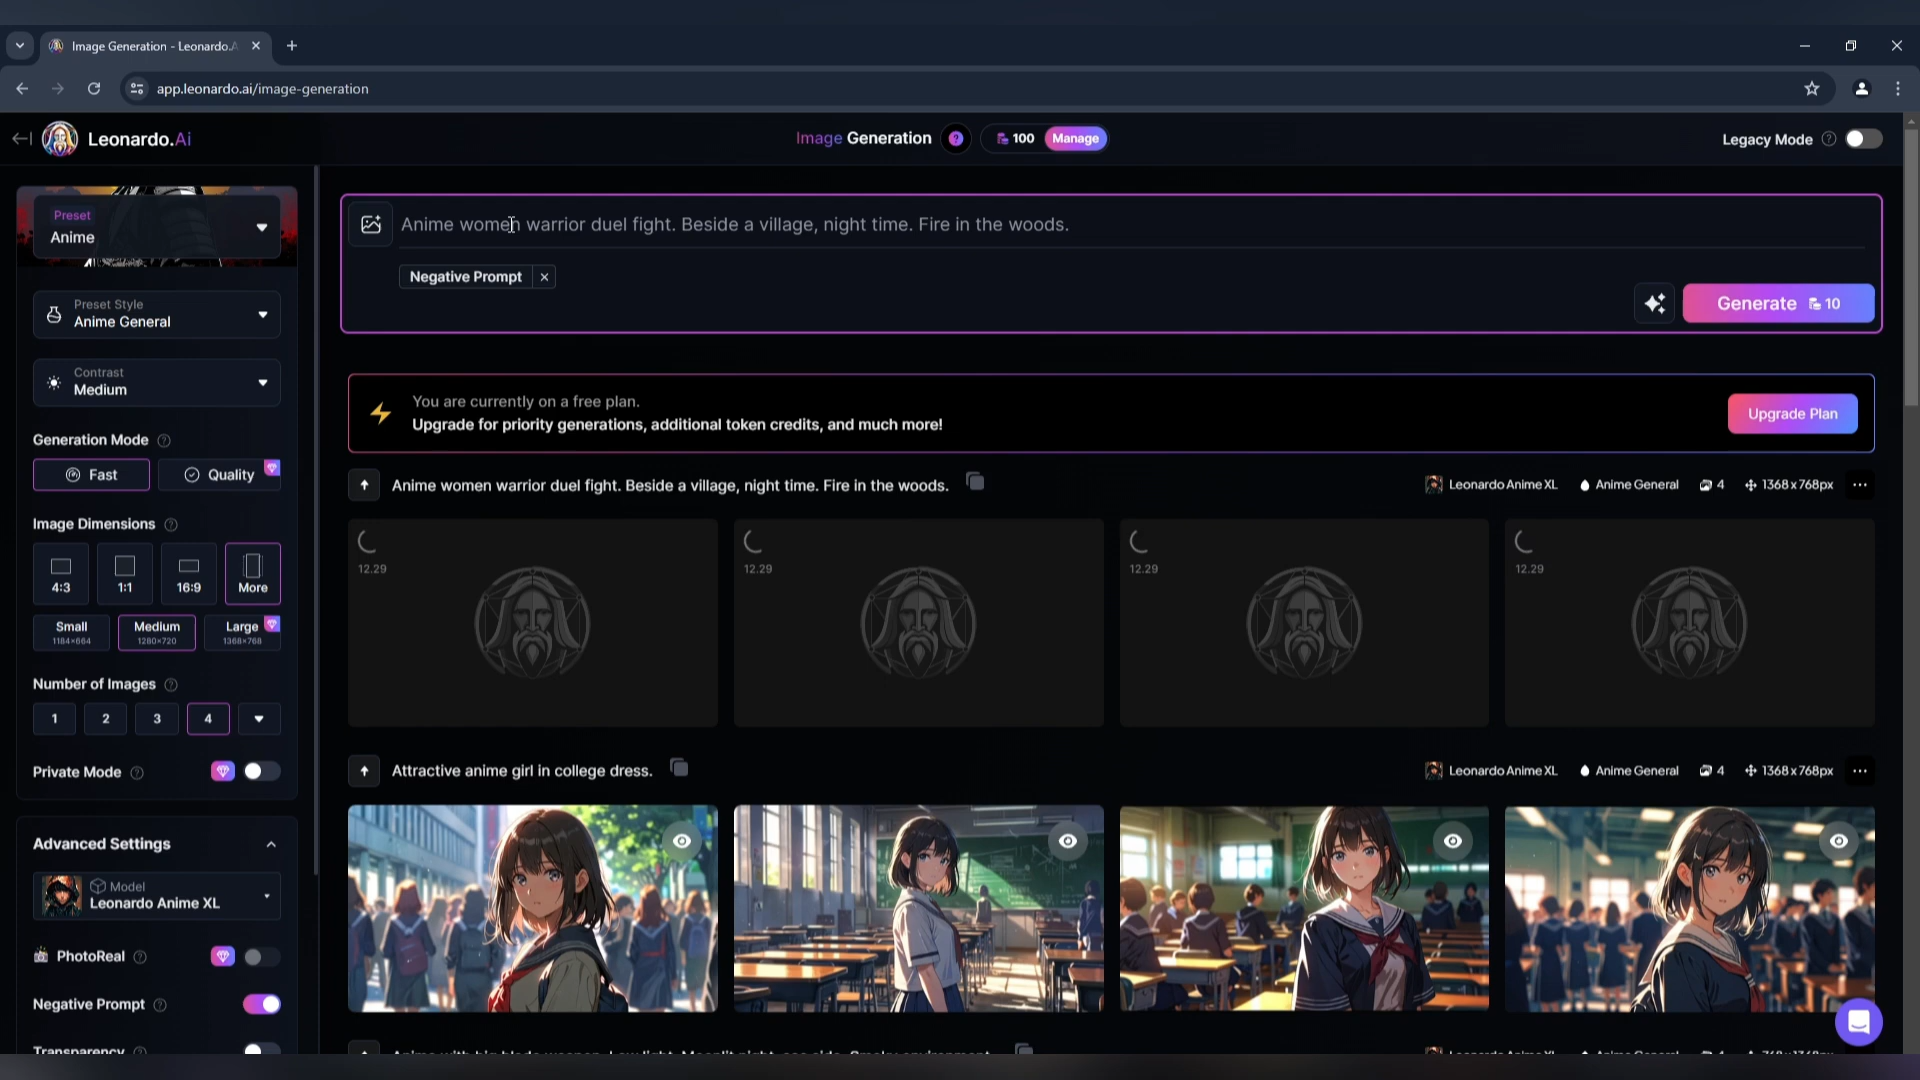 Image Generation - Leonardo.A
app.leonardo.ai/image-generation
Leonardo.Ai
Image Generation
?
100
Manage
Legacy Mode
?
Preset
Anime
Preset Style
Anime General
Contrast
Medium
Generation Mode
?
Fast
Quality
Image Dimensions
?
4:3
1:1
16:9
More
Small
1184×664
Medium
1280×720
Large
1368×768
Number of Images
?
1
2
3
4
Private Mode
?
Advanced Settings
Model
Leonardo Anime XL
PhotoReal
?
Negative Prompt
?
Transparency
?
Anime women warrior duel fight. Beside a village, night time. Fire in the woods.
Negative Prompt
Generate 10
You are currently on a free plan.
Upgrade for priority generations, additional token credits, and much more!
Upgrade Plan
Anime women warrior duel fight. Beside a village, night time. Fire in the woods.
Leonardo Anime XL
Anime General
4
1368x768px
12.29
12.29
12.29
12.29
Attractive anime girl in college dress.
Leonardo Anime XL
Anime General
4
1368x768px